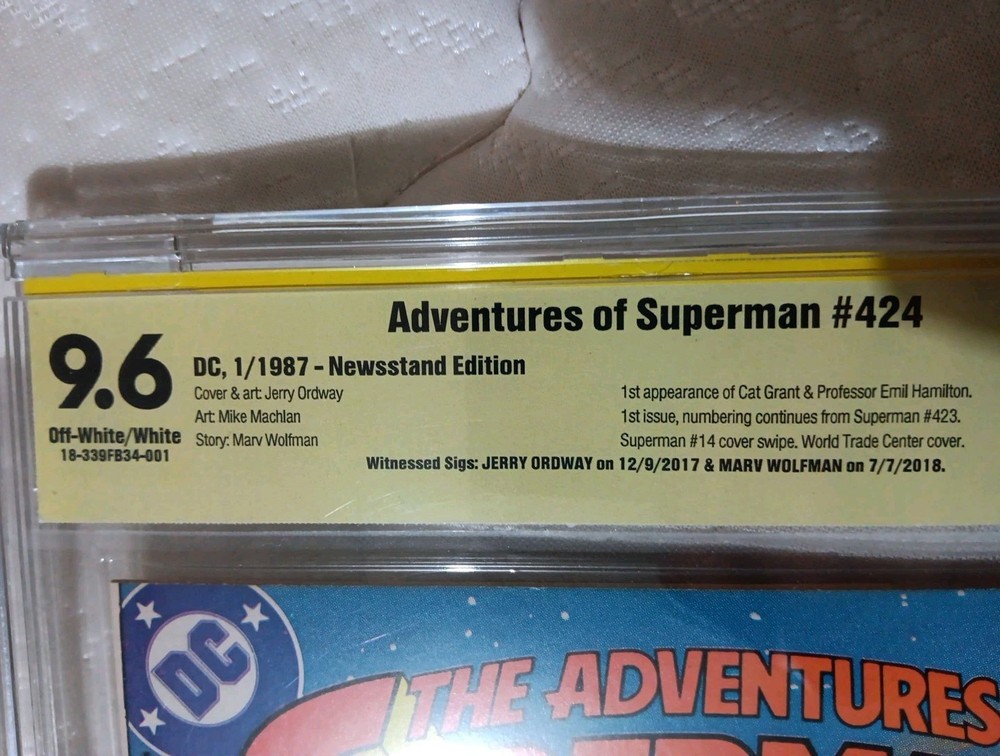 Adventures of Superman #424
9.6
DC, 1/1987 - Newsstand Edition
Cover & art: Jerry Ordway
Art: Mike Machlan
Story: Marv Wolfman
Off-White/White
18-339FB34-001
1st appearance of Cat Grant & Professor Emil Hamilton.
1st issue, numbering continues from Superman #423.
Superman #14 cover swipe. World Trade Center cover.
Witnessed Sigs: JERRY ORDWAY on 12/9/2017 & MARV WOLFMAN on 7/7/2018.
DC
THE ADVENTURES